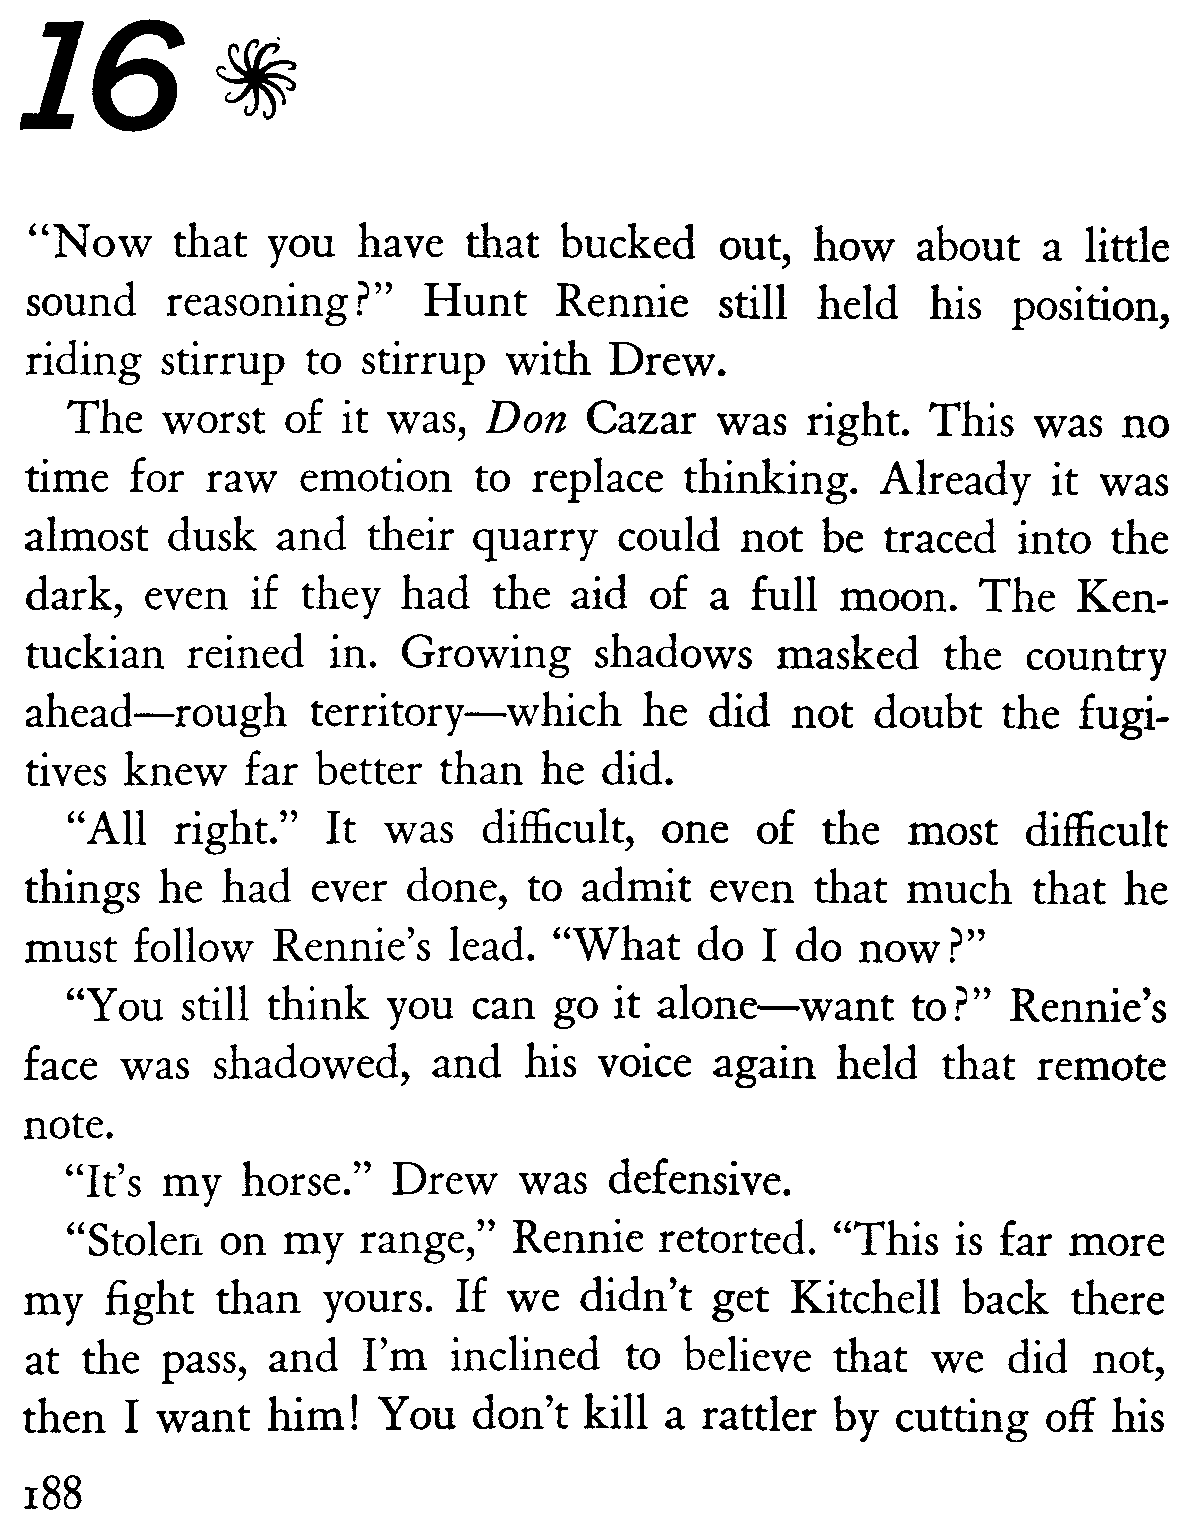 16
“Now that you have that bucked out, how about a little
sound reasoning?” Hunt Rennie still held his position,
riding stirrup to stirrup with Drew.
The worst of it was, Don Cazar was right. This was no
time for raw emotion to replace thinking. Already it was
almost dusk and their quarry could not be traced into the
dark, even if they had the aid of a full moon. The Ken-
tuckian reined in. Growing shadows masked the country
ahead—rough territory—which he did not doubt the fugi-
tives knew far better than he did.
“All right.” It was difficult, one of the most difficult
things he had ever done, to admit even that much that he
must follow Rennie’s lead. “What do I do now?”
“You still think you can go it alone—want to?” Rennie’s
face was shadowed, and his voice again held that remote
note.
“It’s my horse.” Drew was defensive.
“Stolen on my range,” Rennie retorted. “This is far more
my fight than yours. If we didn’t get Kitchell back there
at the pass, and I’m inclined to believe that we did not,
then I want him! You don’t kill a rattler by cutting off his
188